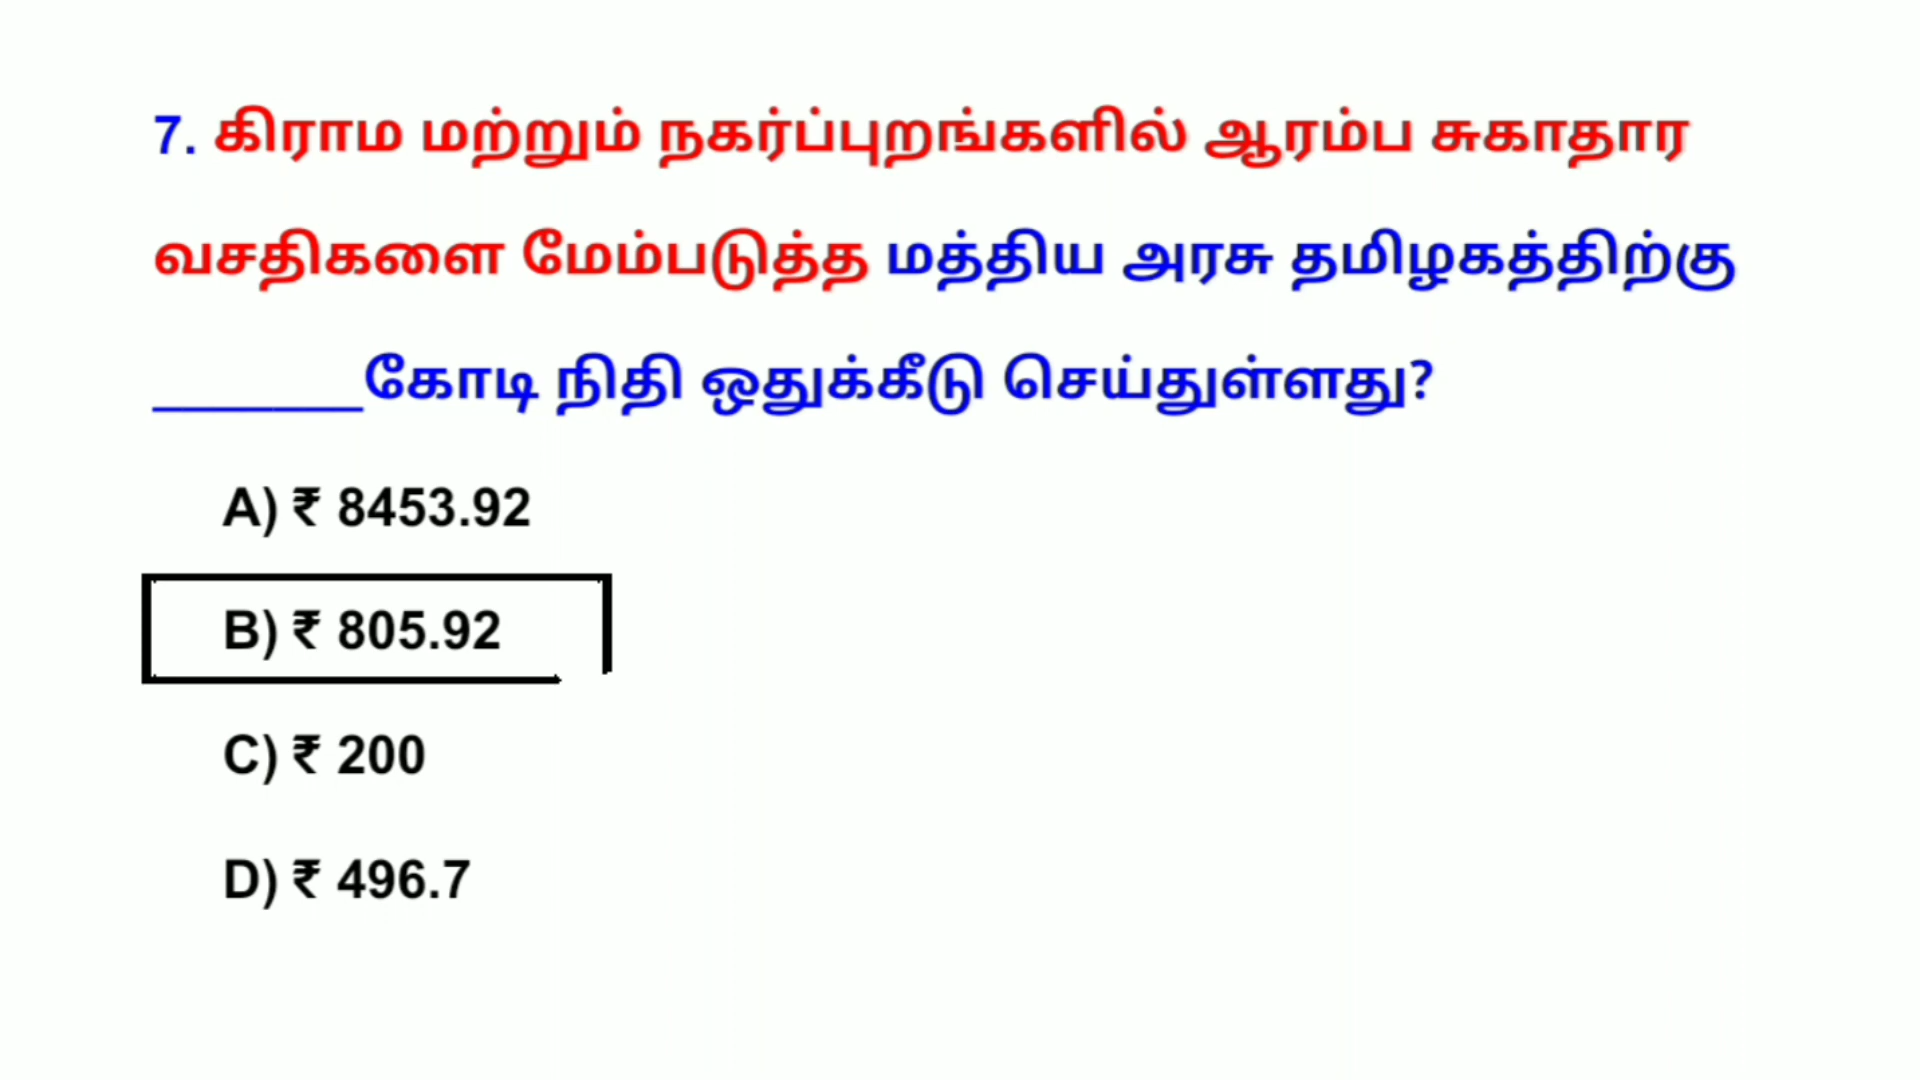 7. கிராம மற்றும் நகர்ப்புறங்களில் ஆரம்ப சுகாதார
வசதிகளை மேம்படுத்த மத்திய அரசு தமிழகத்திற்கு
_______கோடி நிதி ஒதுக்கீடு செய்துள்ளது?
A) ₹ 8453.92
B) ₹ 805.92
C) ₹ 200
D) ₹ 496.7